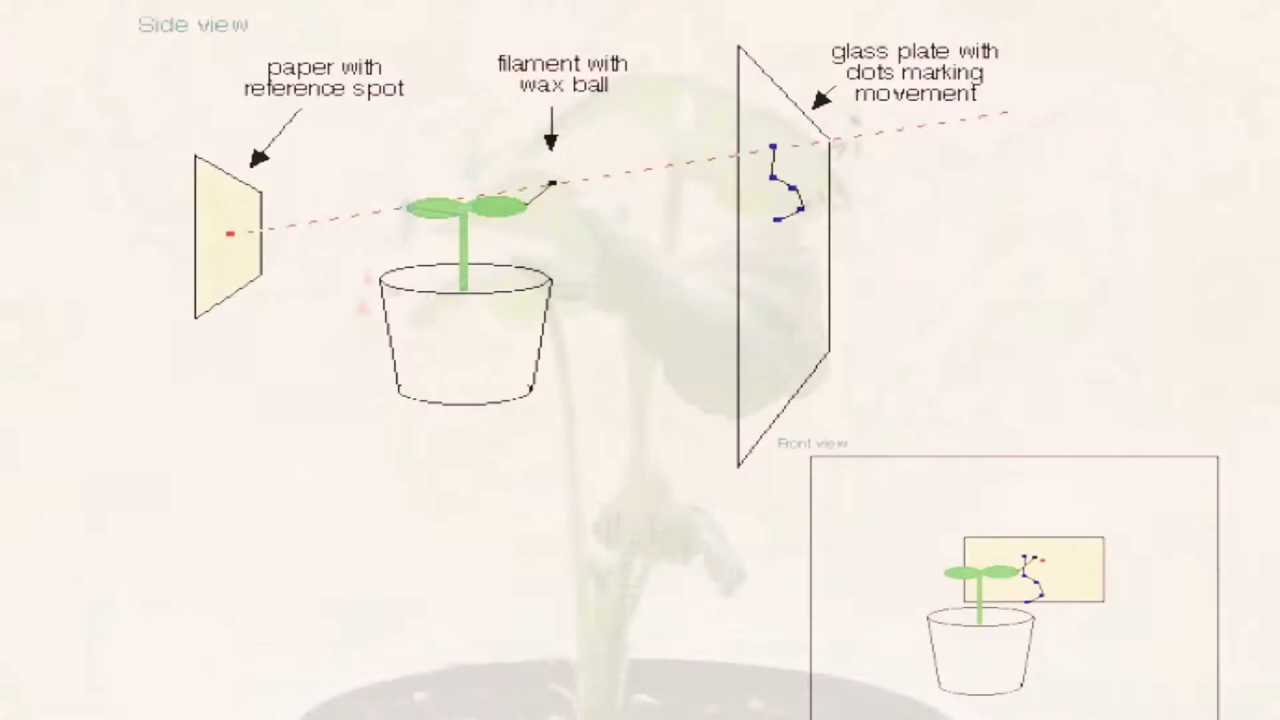 Side view
paper with
reference spot
filament with
wax ball
glass plate with
dots marking
movement
Front view